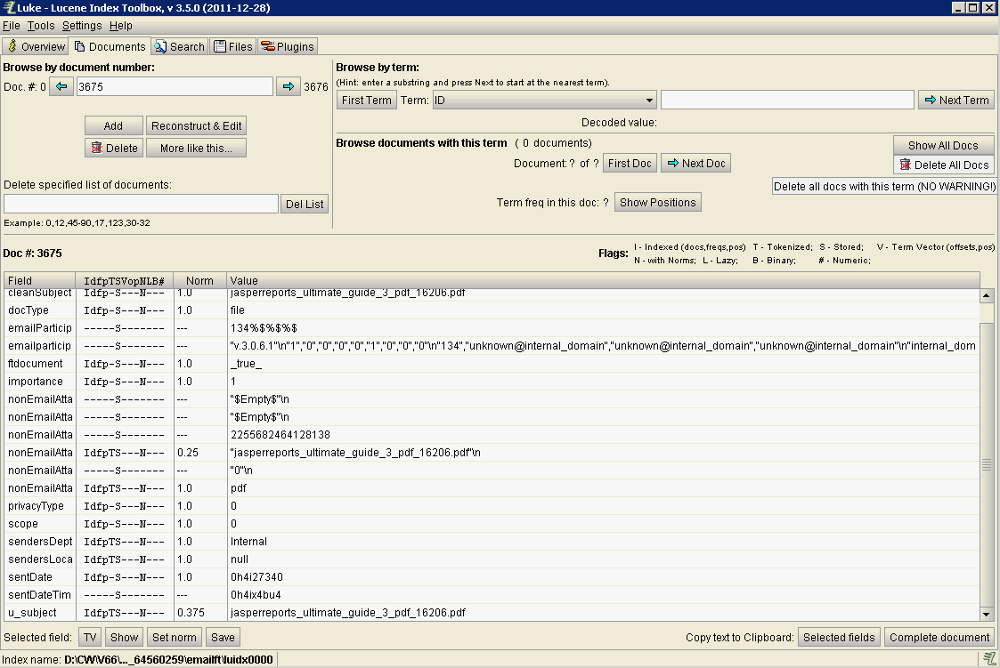 Luke - Lucene Index Toolbox, v 3.5.0 (2011-12-28)
File Tools Settings Help
Overview Documents Search Files Plugins
Browse by document number:
Doc. #: 0 3675 3676
Add Reconstruct & Edit
Delete More like this...
Delete specified list of documents:
Del List
Example: 0,12,45-90,17,123,30-32
Browse by term:
(Hint: enter a substring and press Next to start at the nearest term).
First Term Term: ID Next Term
Decoded value:
Browse documents with this term ( 0 documents)
Show All Docs
Document: ? of ? First Doc Next Doc
Delete All Docs
Delete all docs with this term (NO WARNING!)
Term freq in this doc: ? Show Positions
Doc #: 3675
Flags: I - Indexed (docs,freqs,pos) T - Tokenized; S - Stored; V - Term Vector (offsets,pos)
N - with Norms; L - Lazy; B - Binary; # - Numeric;
Field IdfpTSVopNLB# Norm Value
cleanSubject Idfp-S---N--- 1.0 jasperreports_ultimate_guide_3_pdf_16206.pdf
docType Idfp-S---N--- 1.0 file
emailParticip -----S------- --- 134%$%$%$
emailparticip -----S------- --- "v.3.0.6.1"\n"1","0","0","0","0","1","0","0","0"\n"134","unknown@internal_domain","unknown@internal_domain","unknown@internal_domain"\n"internal_dom
ftdocument Idfp-S---N--- 1.0 _true_
importance Idfp-S---N--- 1.0 1
nonEmailAtta -----S------- --- "$Empty$"\n
nonEmailAtta -----S------- --- "$Empty$"\n
nonEmailAtta -----S------- --- 2255682464128138
nonEmailAtta IdfpTS---N--- 0.25 "jasperreports_ultimate_guide_3_pdf_16206.pdf"\n
nonEmailAtta -----S------- --- "0"\n
nonEmailAtta IdfpTS---N--- 1.0 pdf
privacyType Idfp-S---N--- 1.0 0
scope Idfp-S---N--- 1.0 0
sendersDept IdfpTS---N--- 1.0 Internal
sendersLoca IdfpTS---N--- 1.0 null
sentDate Idfp-S---N--- 1.0 0h4i27340
sentDateTim -----S------- --- 0h4ix4bu4
u_subject IdfpTS---N--- 0.375 jasperreports_ultimate_guide_3_pdf_16206.pdf
Selected field: TV Show Set norm Save Copy text to Clipboard: Selected fields Complete document
Index name: D:\CW\V66\..._64560259\emailft\luidx0000